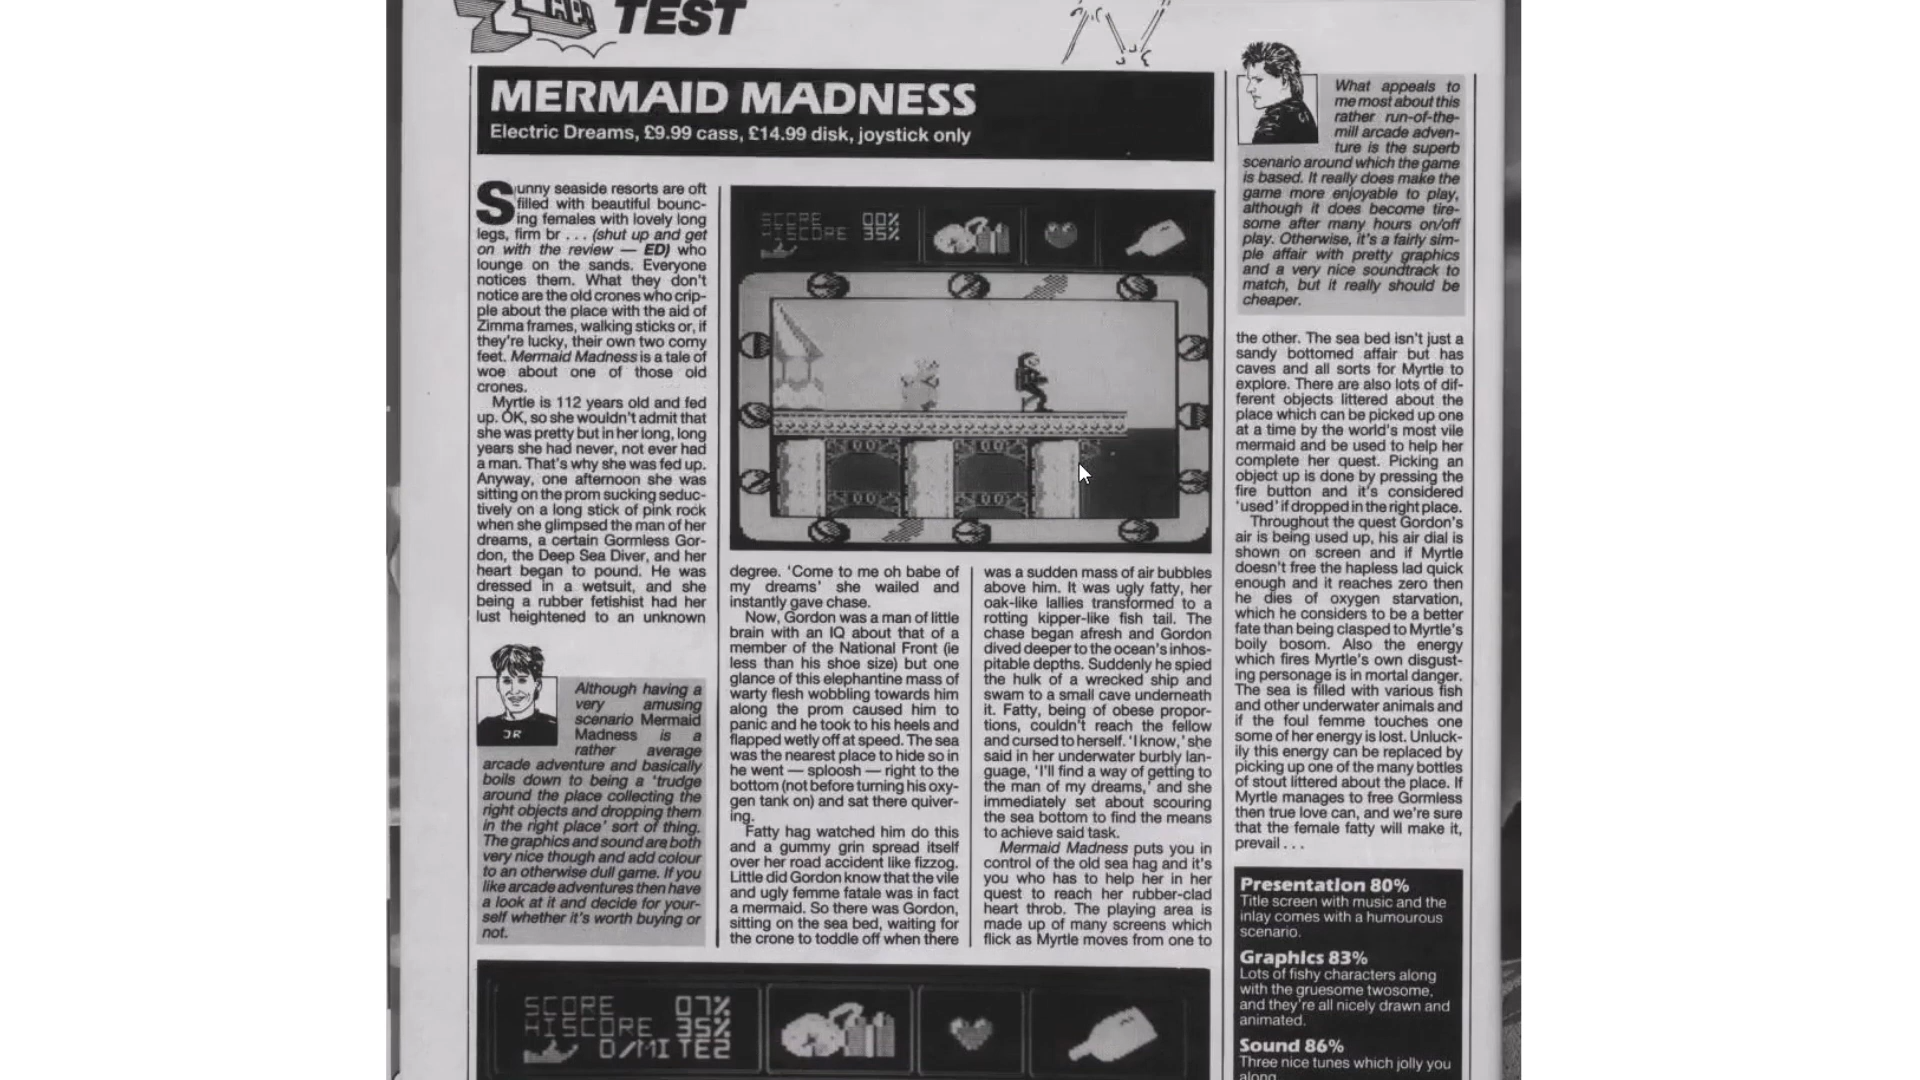 TEST
MERMAID MADNESS
Electric Dreams, £9.99 cass, £14.99 disk, joystick only
Sunny seaside resorts are oft
filled with beautiful bounc-
ing females with lovely long
legs, firm br . . . (shut up and get
on with the review — ED) who
lounge on the sands. Everyone
notices them. What they don't
notice are the old crones who crip-
ple about the place with the aid of
Zimma frames, walking sticks or, if
they're lucky, their own two corny
feet. Mermaid Madness is a tale of
woe about one of those old
crones.
Myrtle is 112 years old and fed
up. OK, so she wouldn't admit that
she was pretty but in her long, long
years she had never, not ever had
a man. That's why she was fed up.
Anyway, one afternoon she was
sitting on the prom sucking seduc-
tively on a long stick of pink rock
when she glimpsed the man of her
dreams, a certain Gormless Gor-
don, the Deep Sea Diver, and her
heart began to pound. He was
dressed in a wetsuit, and she
being a rubber fetishist had her
lust heightened to an unknown
JR
Although having a
very amusing
scenario Mermaid
Madness is a
rather average
arcade adventure and basically
boils down to being a 'trudge
around the place collecting the
right objects and dropping them
in the right place' sort of thing.
The graphics and sound are both
very nice though and add colour
to an otherwise dull game. If you
like arcade adventures then have
a look at it and decide for your-
self whether it's worth buying or
not.
SCORE 00%
HISCORE 35%
degree. 'Come to me oh babe of
my dreams' she wailed and
instantly gave chase.
Now, Gordon was a man of little
brain with an IQ about that of a
member of the National Front (ie
less than his shoe size) but one
glance of this elephantine mass of
warty flesh wobbling towards him
along the prom caused him to
panic and he took to his heels and
flapped wetly off at speed. The sea
was the nearest place to hide so in
he went — sploosh — right to the
bottom (not before turning his oxy-
gen tank on) and sat there quiver-
ing.
Fatty hag watched him do this
and a gummy grin spread itself
over her road accident like fizzog.
Little did Gordon know that the vile
and ugly femme fatale was in fact
a mermaid. So there was Gordon,
sitting on the sea bed, waiting for
the crone to toddle off when there
was a sudden mass of air bubbles
above him. It was ugly fatty, her
oak-like lallies transformed to a
rotting kipper-like fish tail. The
chase began afresh and Gordon
dived deeper to the ocean's inhos-
pitable depths. Suddenly he spied
the hulk of a wrecked ship and
swam to a small cave underneath
it. Fatty, being of obese propor-
tions, couldn't reach the fellow
and cursed to herself. 'I know,' she
said in her underwater burbly lan-
guage, 'I'll find a way of getting to
the man of my dreams,' and she
immediately set about scouring
the sea bottom to find the means
to achieve said task.
Mermaid Madness puts you in
control of the old sea hag and it's
you who has to help her in her
quest to reach her rubber-clad
heart throb. The playing area is
made up of many screens which
flick as Myrtle moves from one to
SCORE 07%
HISCORE 35%
D/MITE2
What appeals to
me most about this
rather run-of-the-
mill arcade adven-
ture is the superb
scenario around which the game
is based. It really does make the
game more enjoyable to play,
although it does become tire-
some after many hours on/off
play. Otherwise, it's a fairly sim-
ple affair with pretty graphics
and a very nice soundtrack to
match, but it really should be
cheaper.
the other. The sea bed isn't just a
sandy bottomed affair but has
caves and all sorts for Myrtle to
explore. There are also lots of dif-
ferent objects littered about the
place which can be picked up one
at a time by the world's most vile
mermaid and be used to help her
complete her quest. Picking an
object up is done by pressing the
fire button and it's considered
'used' if dropped in the right place.
Throughout the quest Gordon's
air is being used up, his air dial is
shown on screen and if Myrtle
doesn't free the hapless lad quick
enough and it reaches zero then
he dies of oxygen starvation,
which he considers to be a better
fate than being clasped to Myrtle's
boily bosom. Also the energy
which fires Myrtle's own disgust-
ing personage is in mortal danger.
The sea is filled with various fish
and other underwater animals and
if the foul femme touches one
some of her energy is lost. Unluck-
ily this energy can be replaced by
picking up one of the many bottles
of stout littered about the place. If
Myrtle manages to free Gormless
then true love can, and we're sure
that the female fatty will make it,
prevail . . .
Presentation 80%
Title screen with music and the
inlay comes with a humourous
scenario.
Graphics 83%
Lots of fishy characters along
with the gruesome twosome,
and they're all nicely drawn and
animated.
Sound 86%
Three nice tunes which jolly you
along.